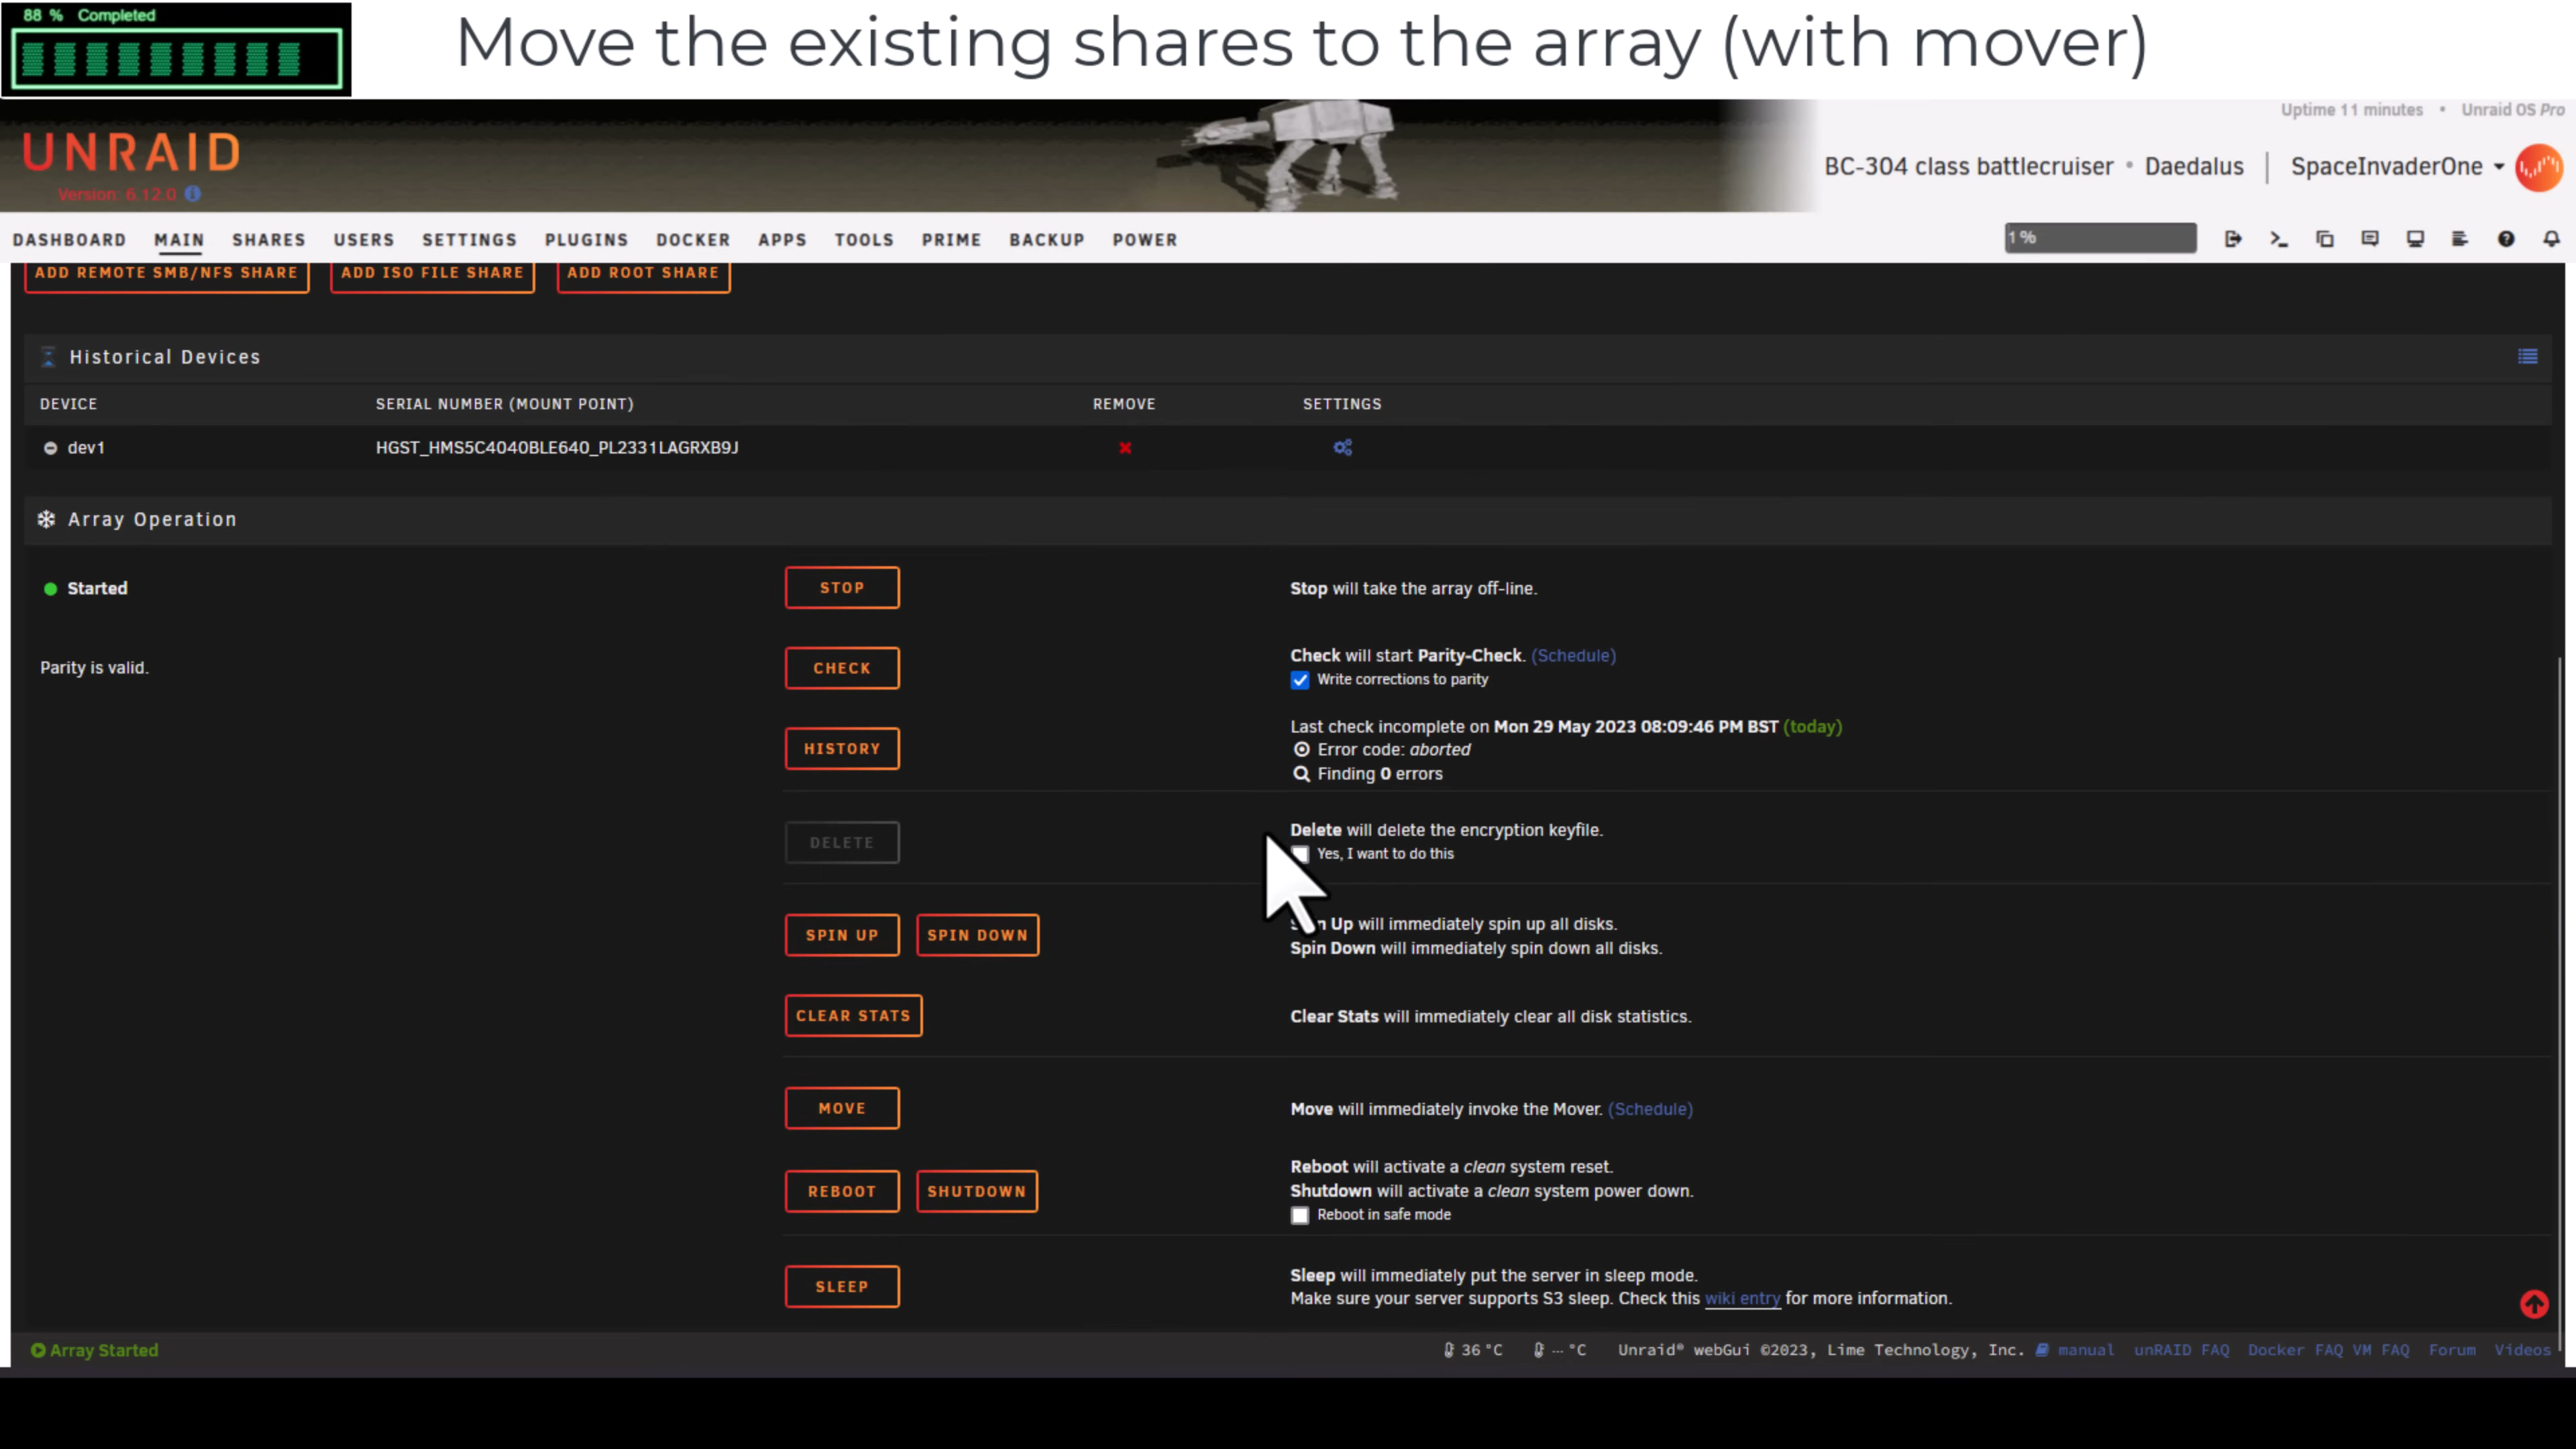 88 % Completed
Move the existing shares to the array (with mover)
Uptime 11 minutes • Unraid OS Pro
UNRAID
Version: 6.12.0
BC-304 class battlecruiser • Daedalus | SpaceInvaderOne
DASHBOARD MAIN SHARES USERS SETTINGS PLUGINS DOCKER APPS TOOLS PRIME BACKUP POWER 1%
ADD REMOTE SMB/NFS SHARE ADD ISO FILE SHARE ADD ROOT SHARE
Historical Devices
DEVICE SERIAL NUMBER (MOUNT POINT) REMOVE SETTINGS
dev1 HGST_HMS5C4040BLE640_PL2331LAGRXB9J
Array Operation
Started STOP Stop will take the array off-line.
Parity is valid. CHECK Check will start Parity-Check. (Schedule)
Write corrections to parity
HISTORY Last check incomplete on Mon 29 May 2023 08:09:46 PM BST (today)
Error code: aborted
Finding 0 errors
DELETE Delete will delete the encryption keyfile.
Yes, I want to do this
SPIN UP SPIN DOWN Up will immediately spin up all disks.
Spin Down will immediately spin down all disks.
CLEAR STATS Clear Stats will immediately clear all disk statistics.
MOVE Move will immediately invoke the Mover. (Schedule)
REBOOT SHUTDOWN Reboot will activate a clean system reset.
Shutdown will activate a clean system power down.
Reboot in safe mode
SLEEP Sleep will immediately put the server in sleep mode.
Make sure your server supports S3 sleep. Check this wiki entry for more information.
Array Started 36 °C -- °C Unraid® webGui ©2023, Lime Technology, Inc. manual unRAID FAQ Docker FAQ VM FAQ Forum Videos